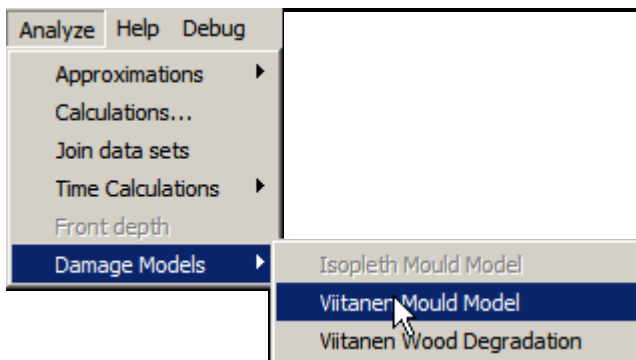 Analyze Help Debug
Approximations
Calculations...
Join data sets
Time Calculations
Front depth
Damage Models
Isopleth Mould Model
Viitanen Mould Model
Viitanen Wood Degradation